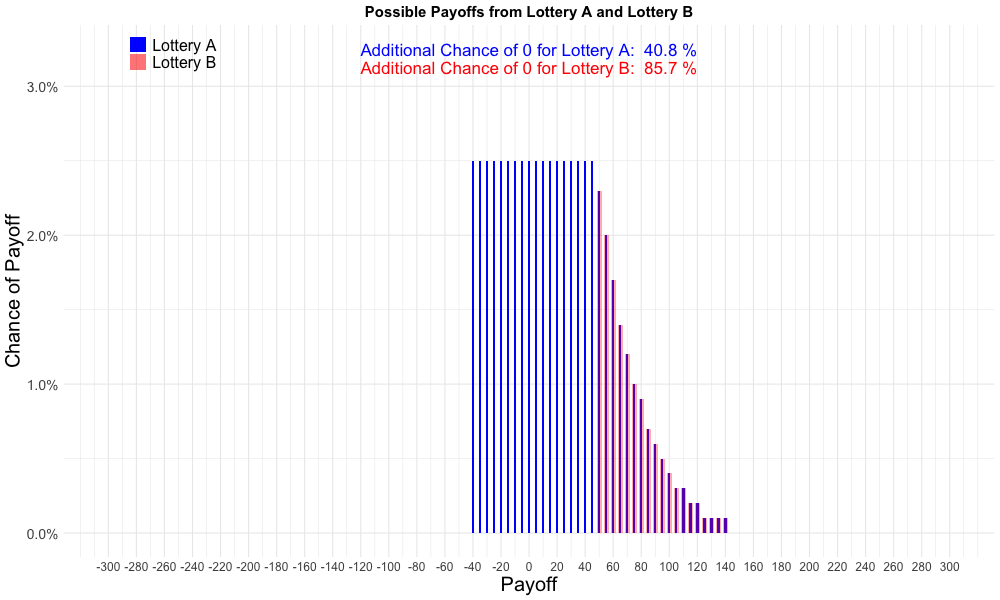 Possible Payoffs from Lottery A and Lottery B
Lottery A
Lottery B
Additional Chance of 0 for Lottery A: 40.8 %
Additional Chance of 0 for Lottery B: 85.7 %
Chance of Payoff
3.0%
2.0%
1.0%
0.0%
-300 -280 -260 -240 -220 -200 -180 -160 -140 -120 -100 -80 -60 -40 -20 0 20 40 60 80 100 120 140 160 180 200 220 240 260 280 300
Payoff